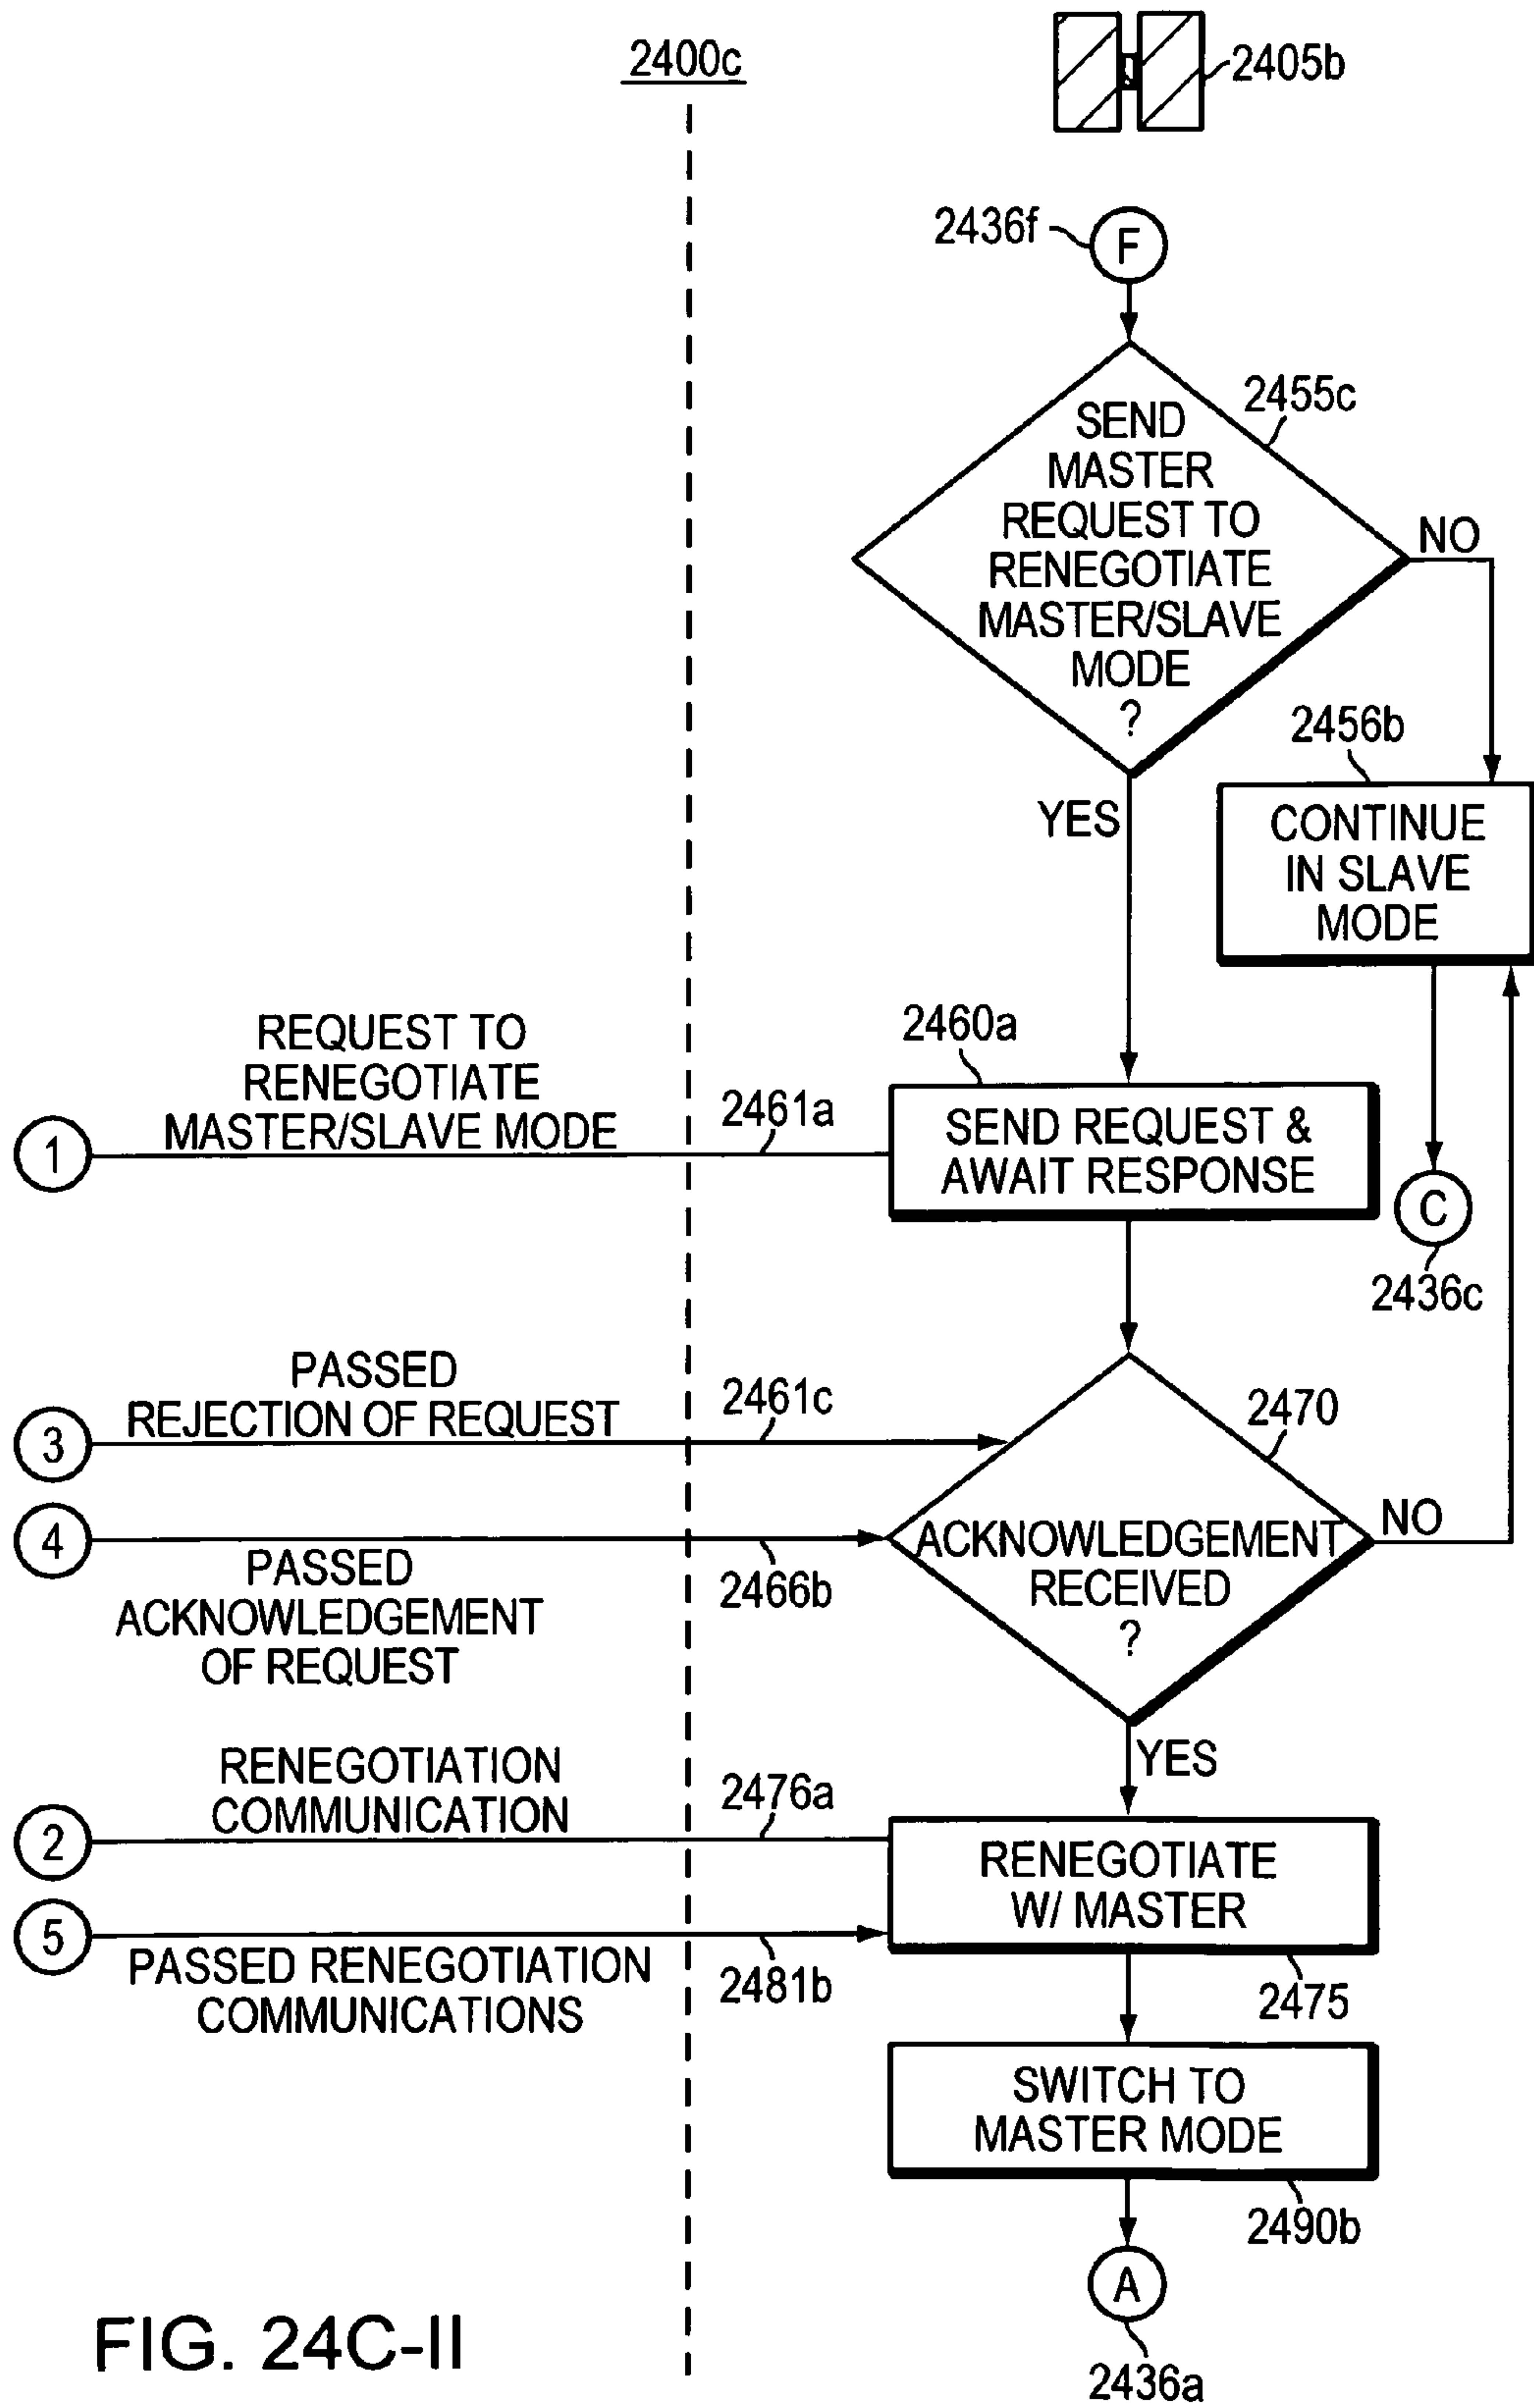 2400c
2405b
2436f
F
2455c
SEND
MASTER
REQUEST TO
RENEGOTIATE
MASTER/SLAVE
MODE
?
NO
YES
2456b
CONTINUE
IN SLAVE
MODE
C
2436c
REQUEST TO
RENEGOTIATE
MASTER/SLAVE MODE
1
2461a
2460a
SEND REQUEST &
AWAIT RESPONSE
PASSED
REJECTION OF REQUEST
3
2461c
2470
4
PASSED
ACKNOWLEDGEMENT
OF REQUEST
2466b
ACKNOWLEDGEMENT
RECEIVED
?
NO
YES
RENEGOTIATION
COMMUNICATION
2
2476a
RENEGOTIATE
W/ MASTER
2475
5
PASSED RENEGOTIATION
COMMUNICATIONS
2481b
SWITCH TO
MASTER MODE
2490b
A
2436a
FIG. 24C-II